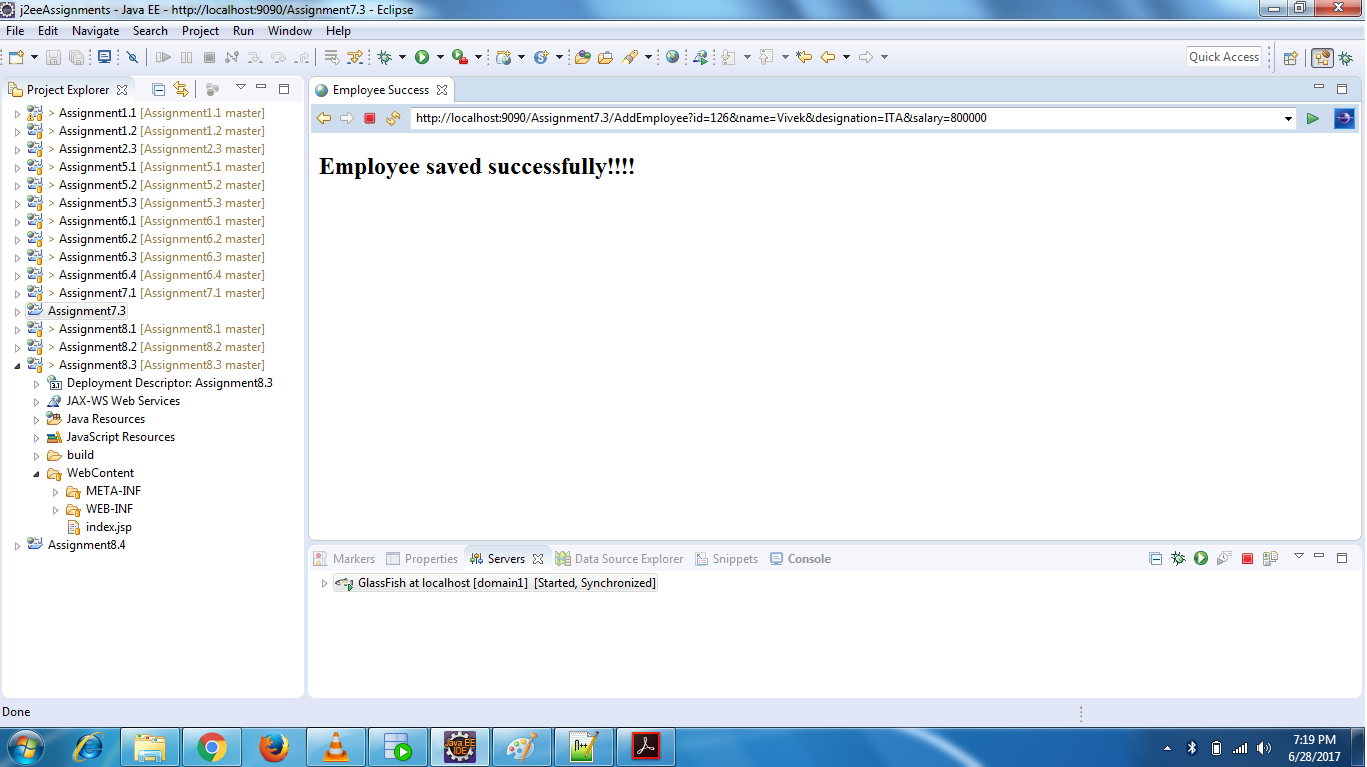 j2eeAssignments - Java EE - http://localhost:9090/Assignment7.3 - Eclipse
File Edit Navigate Search Project Run Window Help
Quick Access
Project Explorer
> Assignment1.1 [Assignment1.1 master]
> Assignment1.2 [Assignment1.2 master]
> Assignment2.3 [Assignment2.3 master]
> Assignment5.1 [Assignment5.1 master]
> Assignment5.2 [Assignment5.2 master]
> Assignment5.3 [Assignment5.3 master]
> Assignment6.1 [Assignment6.1 master]
> Assignment6.2 [Assignment6.2 master]
> Assignment6.3 [Assignment6.3 master]
> Assignment6.4 [Assignment6.4 master]
> Assignment7.1 [Assignment7.1 master]
Assignment7.3
> Assignment8.1 [Assignment8.1 master]
> Assignment8.2 [Assignment8.2 master]
> Assignment8.3 [Assignment8.3 master]
3.1 Deployment Descriptor: Assignment8.3
JAX-WS Web Services
Java Resources
JavaScript Resources
build
WebContent
META-INF
WEB-INF
index.jsp
Assignment8.4
Employee Success
http://localhost:9090/Assignment7.3/AddEmployee?id=126&name=Vivek&designation=ITA&salary=800000
Employee saved successfully!!!!
Markers Properties Servers Data Source Explorer Snippets Console
GlassFish at localhost [domain1] [Started, Synchronized]
Done
Java EE
IDE
7:19 PM
6/28/2017